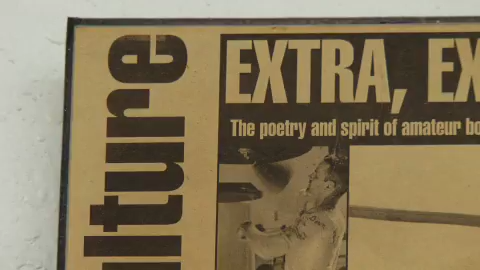 ulture
EXTRA, EX
The poetry and spirit of amateur bo